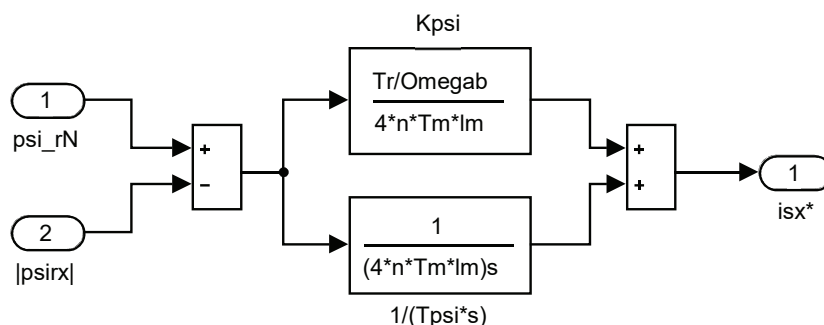 Kpsi
1
psi_rN
+
−
Tr/Omegab
4*n*Tm*lm
+
+
1
isx*
2
|psirx|
1
(4*n*Tm*lm)s
1/(Tpsi*s)